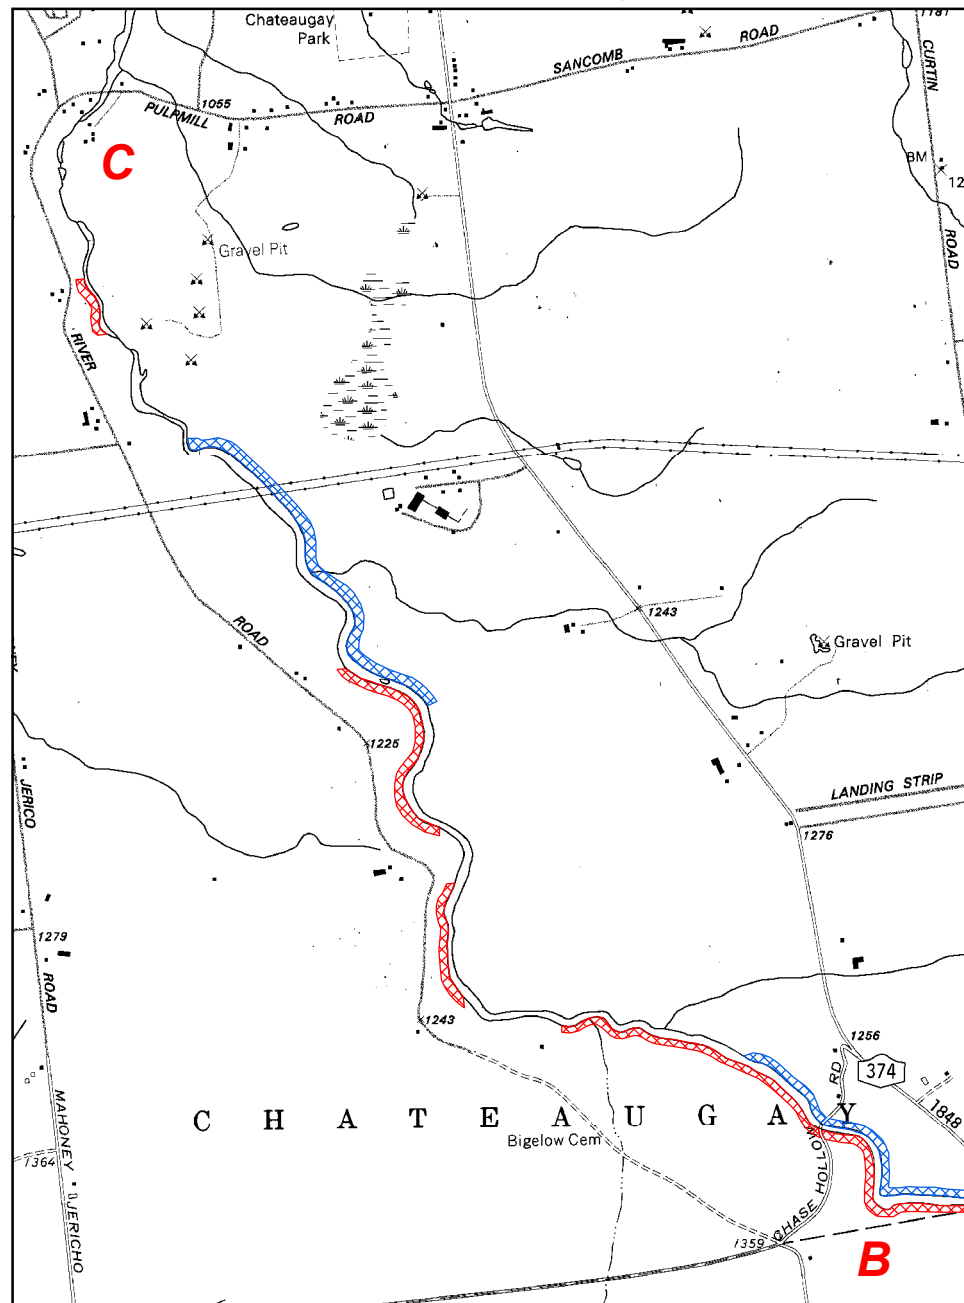 Chateaugay
Park
1181
SANCOMB
ROAD
CURTIN
1055
PULPMILL
ROAD
C
BM
12
Gravel Pit
ROAD
RIVER
ROAD
1243
Gravel Pit
1225
JERICO
LANDING STRIP
1276
1279
ROAD
1243
1256
RD
374
1848
MAHONEY
CHATEAUGAY
Bigelow Cem
1364
CHASE HOLLOW
JERICHO
1359
B